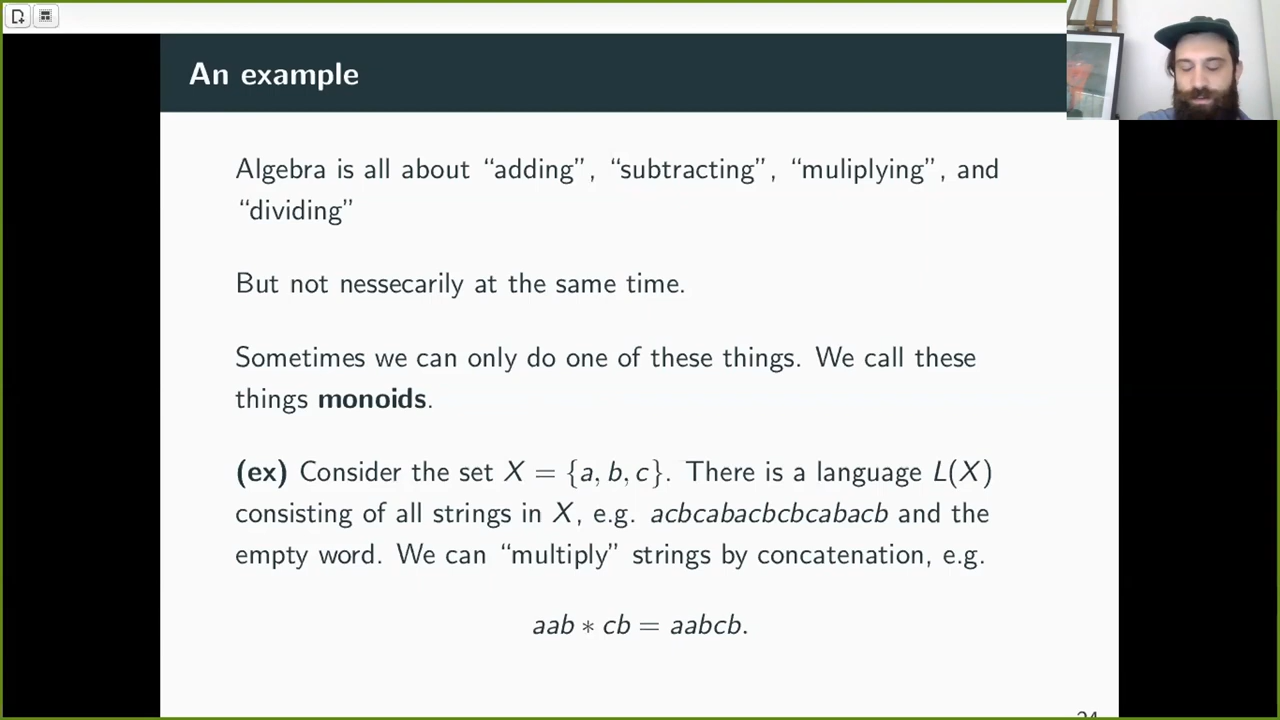 An example
Algebra is all about “adding”, “subtracting”, “muliplying”, and
“dividing”
But not nessecarily at the same time.
Sometimes we can only do one of these things. We call these
things monoids.
(ex) Consider the set X = {a, b, c}. There is a language L(X)
consisting of all strings in X, e.g. acbcabacbcbcabacb and the
empty word. We can “multiply” strings by concatenation, e.g.
aab ∗ cb = aabcb.